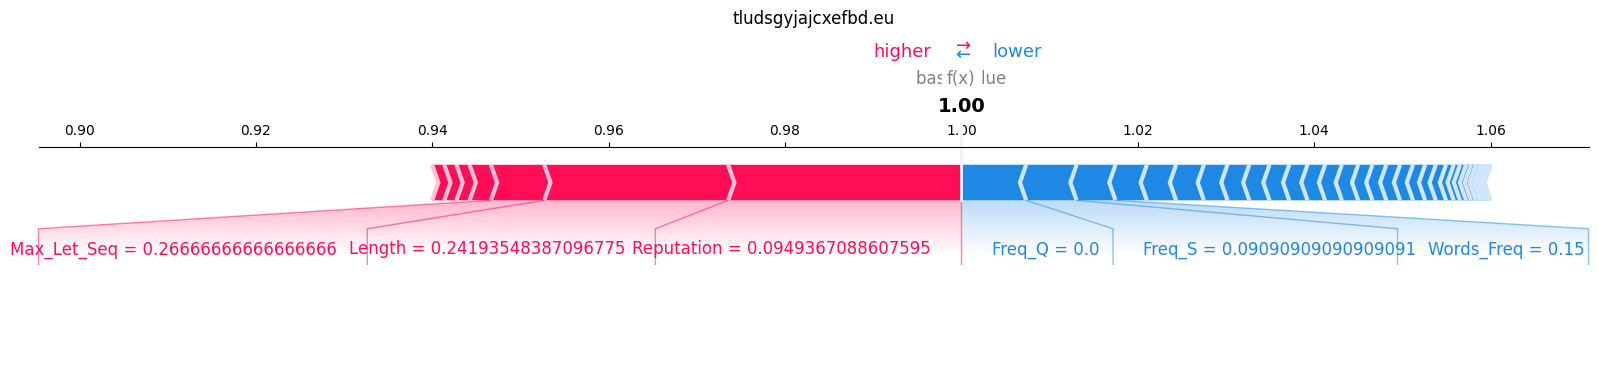 tludsgyjajcxefbd.eu
higher ⇄ lower
bas f(x) lue
1.00
0.90 0.92 0.94 0.96 0.98 1.00 1.02 1.04 1.06
Max_Let_Seq = 0.26666666666666666 Length = 0.24193548387096775 Reputation = 0.0949367088607595 Freq_Q = 0.0 Freq_S = 0.09090909090909091 Words_Freq = 0.15